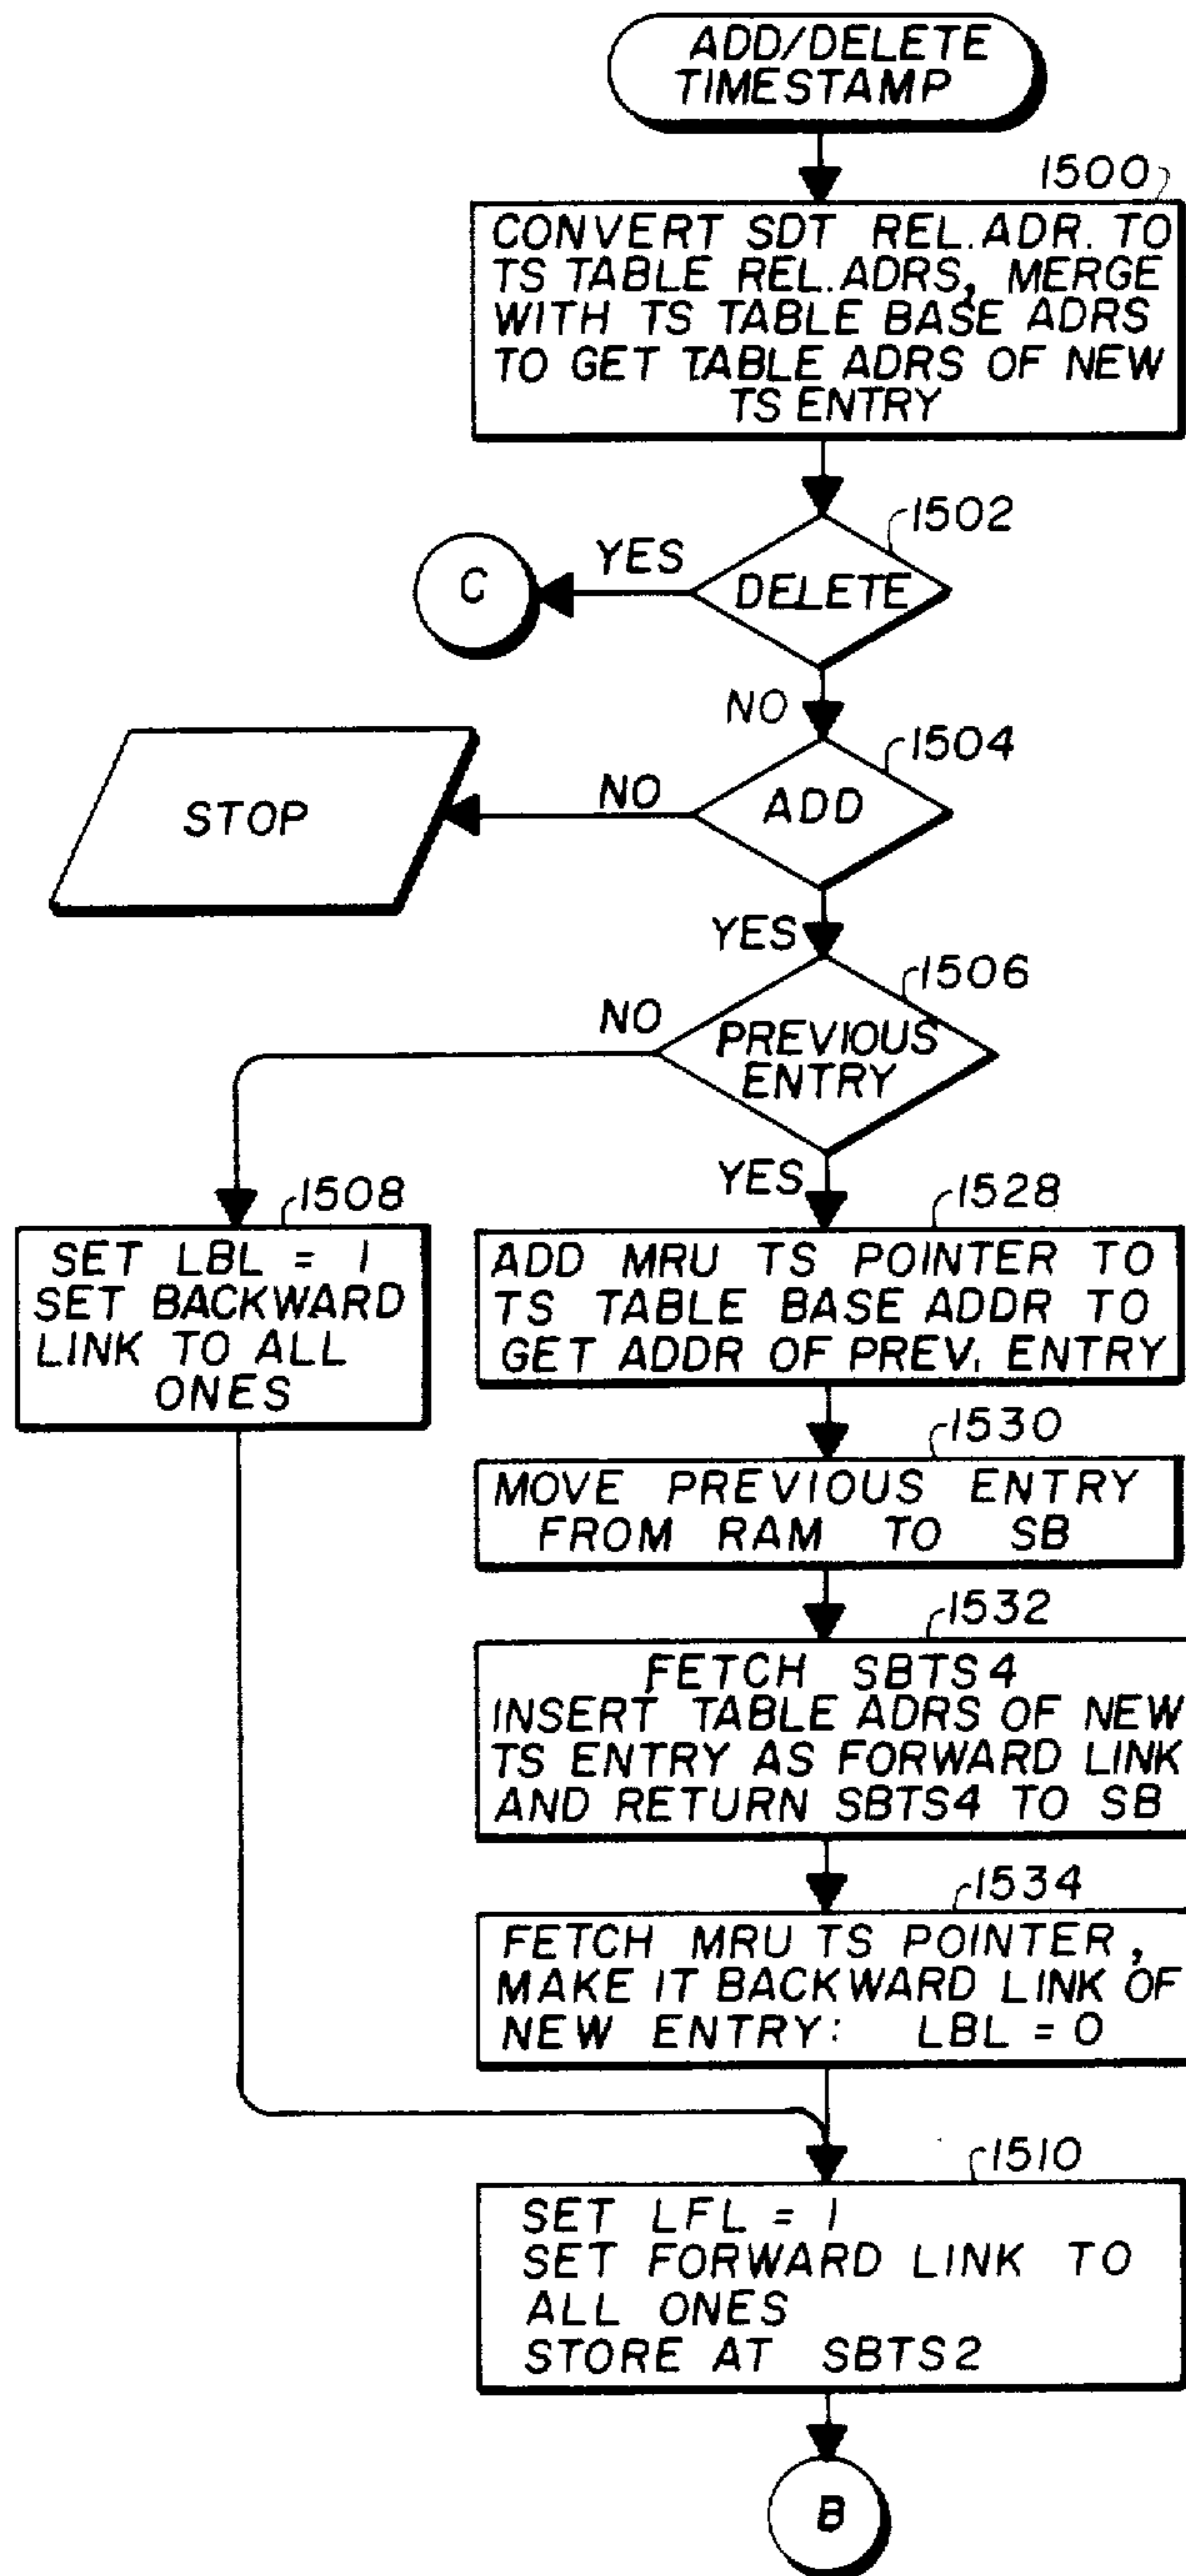 ADD/DELETE
TIMESTAMP
1500
CONVERT SDT REL.ADR. TO
TS TABLE REL.ADRS, MERGE
WITH TS TABLE BASE ADRS
TO GET TABLE ADRS OF NEW
TS ENTRY
1502
YES
C
DELETE
NO
1504
STOP
NO
ADD
YES
1506
NO
PREVIOUS
ENTRY
YES
1508
SET LBL = 1
SET BACKWARD
LINK TO ALL
ONES
1528
ADD MRU TS POINTER TO
TS TABLE BASE ADDR TO
GET ADDR OF PREV. ENTRY
1530
MOVE PREVIOUS ENTRY
FROM RAM TO SB
1532
FETCH SBTS4
INSERT TABLE ADRS OF NEW
TS ENTRY AS FORWARD LINK
AND RETURN SBTS4 TO SB
1534
FETCH MRU TS POINTER,
MAKE IT BACKWARD LINK OF
NEW ENTRY: LBL = 0
1510
SET LFL = 1
SET FORWARD LINK TO
ALL ONES
STORE AT SBTS2
B